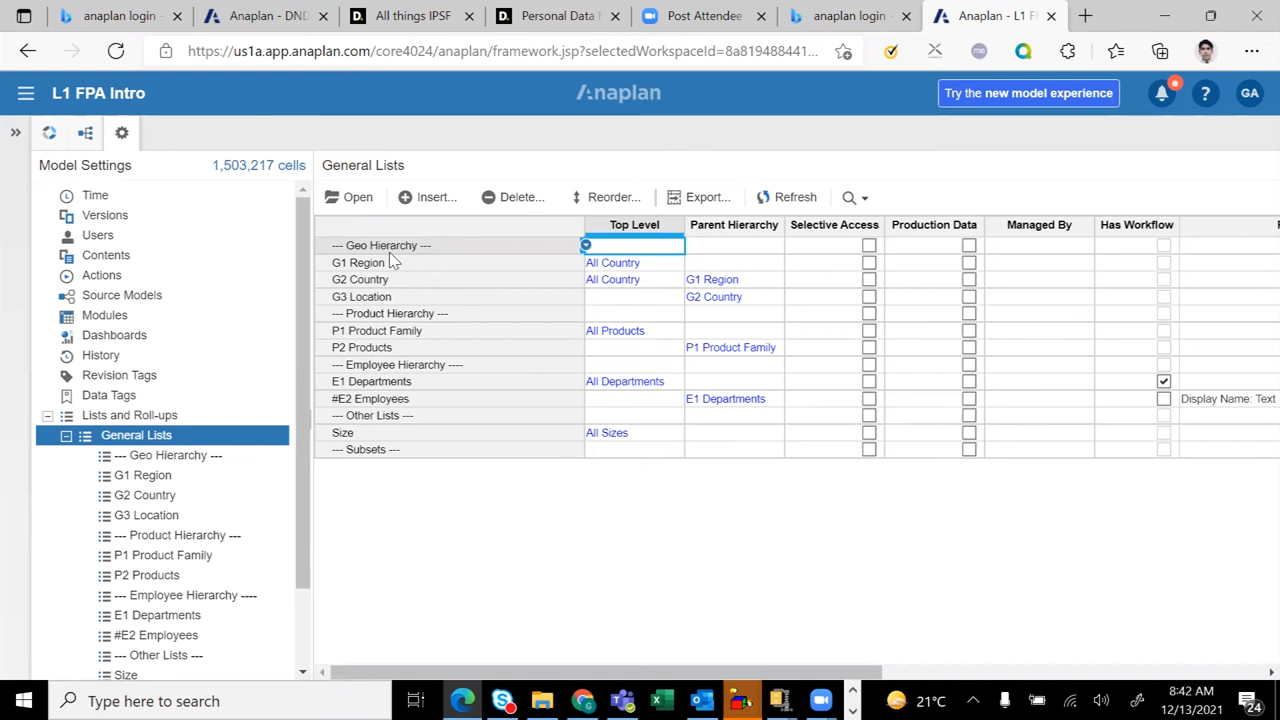 anaplan login -
Anaplan - DND
All things IPSF
Personal Data F
Post Attendee
anaplan login -
Anaplan - L1 F
https://us1a.app.anaplan.com/core4024/anaplan/framework.jsp?selectedWorkspaceId=8a819488441...
L1 FPA Intro
Anaplan
Try the new model experience
GA
Model Settings 1,503,217 cells
General Lists
Open Insert... Delete... Reorder... Export... Refresh
Time
Versions
Users
Contents
Actions
Source Models
Modules
Dashboards
History
Revision Tags
Data Tags
Lists and Roll-ups
General Lists
--- Geo Hierarchy ---
G1 Region
G2 Country
G3 Location
--- Product Hierarchy ---
P1 Product Family
P2 Products
--- Employee Hierarchy ----
E1 Departments
#E2 Employees
--- Other Lists ---
Size
Top Level Parent Hierarchy Selective Access Production Data Managed By Has Workflow
--- Geo Hierarchy ---
G1 Region All Country
G2 Country All Country G1 Region
G3 Location G2 Country
--- Product Hierarchy ---
P1 Product Family All Products
P2 Products P1 Product Family
--- Employee Hierarchy ----
E1 Departments All Departments
#E2 Employees E1 Departments Display Name: Text
--- Other Lists ---
Size All Sizes
--- Subsets ---
Type here to search
21°C
8:42 AM
12/13/2021
24